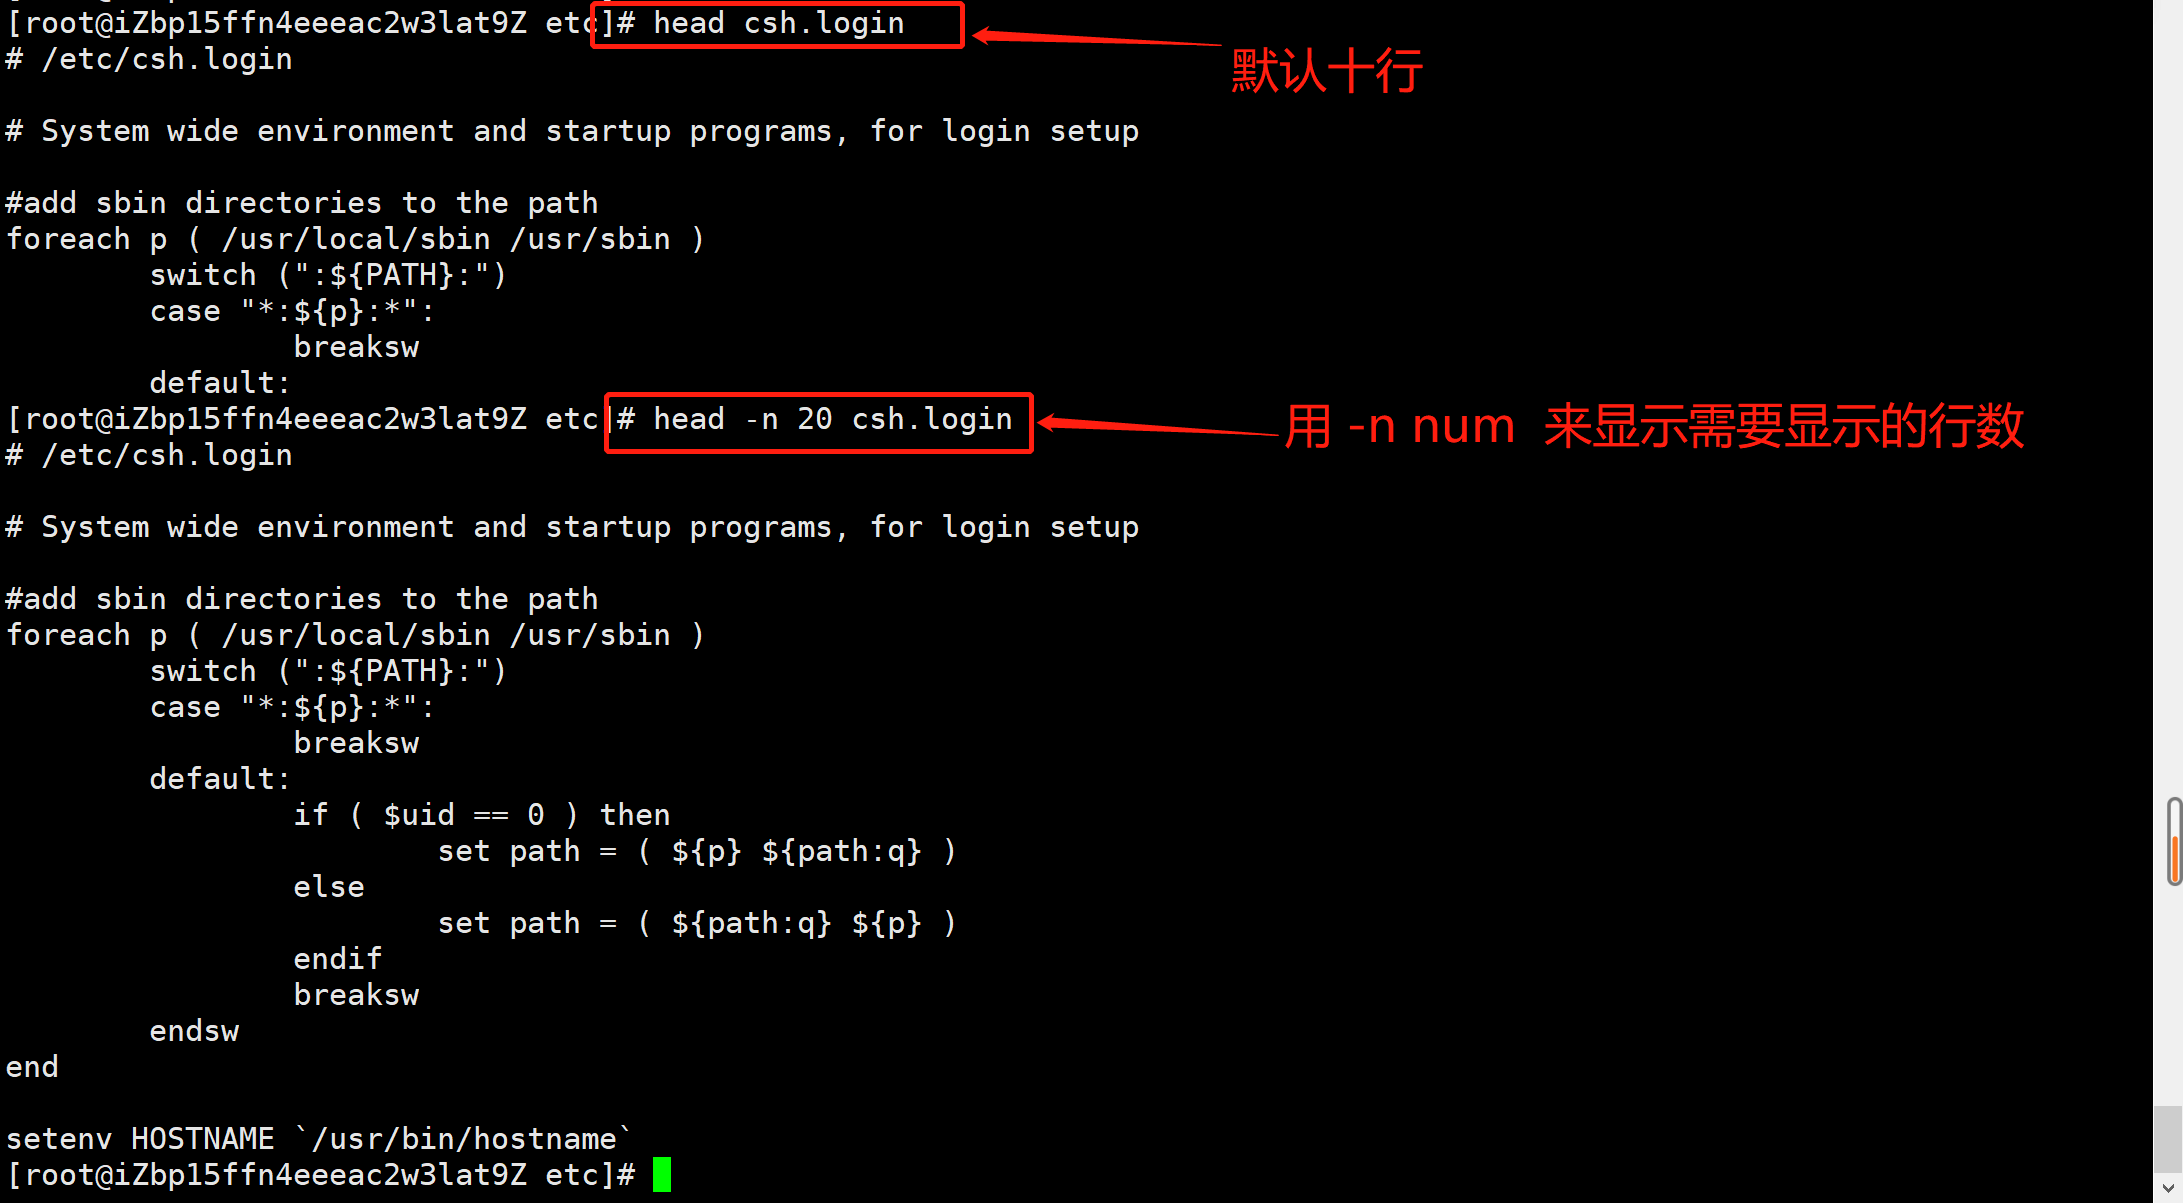 [root@iZbp15ffn4eeeac2w3lat9Z etc]# head csh.login
默认十行
# /etc/csh.login
# System wide environment and startup programs, for login setup
#add sbin directories to the path
foreach p ( /usr/local/sbin /usr/sbin )
        switch (":${PATH}:")
        case "*:${p}:*":
                breaksw
        default:
[root@iZbp15ffn4eeeac2w3lat9Z etc]# head -n 20 csh.login
用 -n num 来显示需要显示的行数
# /etc/csh.login
# System wide environment and startup programs, for login setup
#add sbin directories to the path
foreach p ( /usr/local/sbin /usr/sbin )
        switch (":${PATH}:")
        case "*:${p}:*":
                breaksw
        default:
                if ( $uid == 0 ) then
                        set path = ( ${p} ${path:q} )
                else
                        set path = ( ${path:q} ${p} )
                endif
                breaksw
        endsw
end
setenv HOSTNAME `/usr/bin/hostname`
[root@iZbp15ffn4eeeac2w3lat9Z etc]#